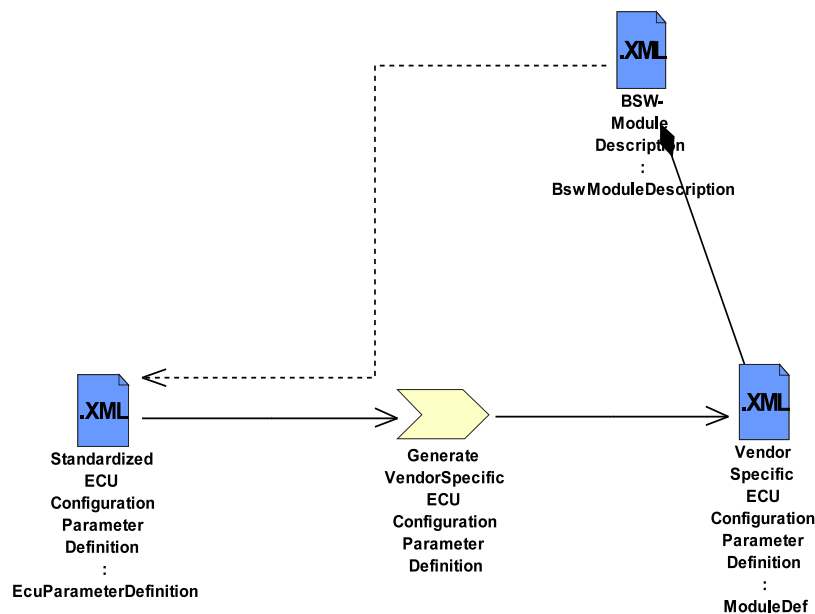 .XML
BSW-
Module
Description
:
BswModuleDescription
.XML
Standardized
ECU
Configuration
Parameter
Definition
:
EcuParameterDefinition
Generate
VendorSpecific
ECU
Configuration
Parameter
Definition
.XML
Vendor
Specific
ECU
Configuration
Parameter
Definition
:
ModuleDef